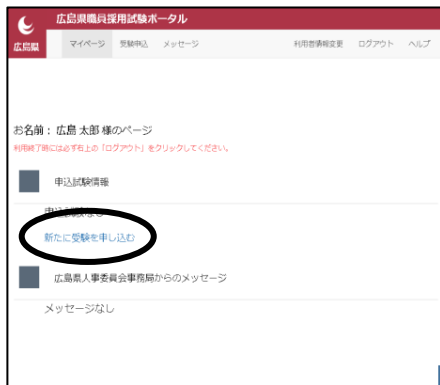 広島県職員採用試験ポータル
広島県
マイページ 受験申込 メッセージ 利用者情報変更 ログアウト ヘルプ
お名前: 広島 太郎 様のページ
利用終了時には必ず右上の「ログアウト」をクリックしてください。
申込試験情報
申込試験なし
新たに受験を申し込む
広島県人事委員会事務局からのメッセージ
メッセージなし